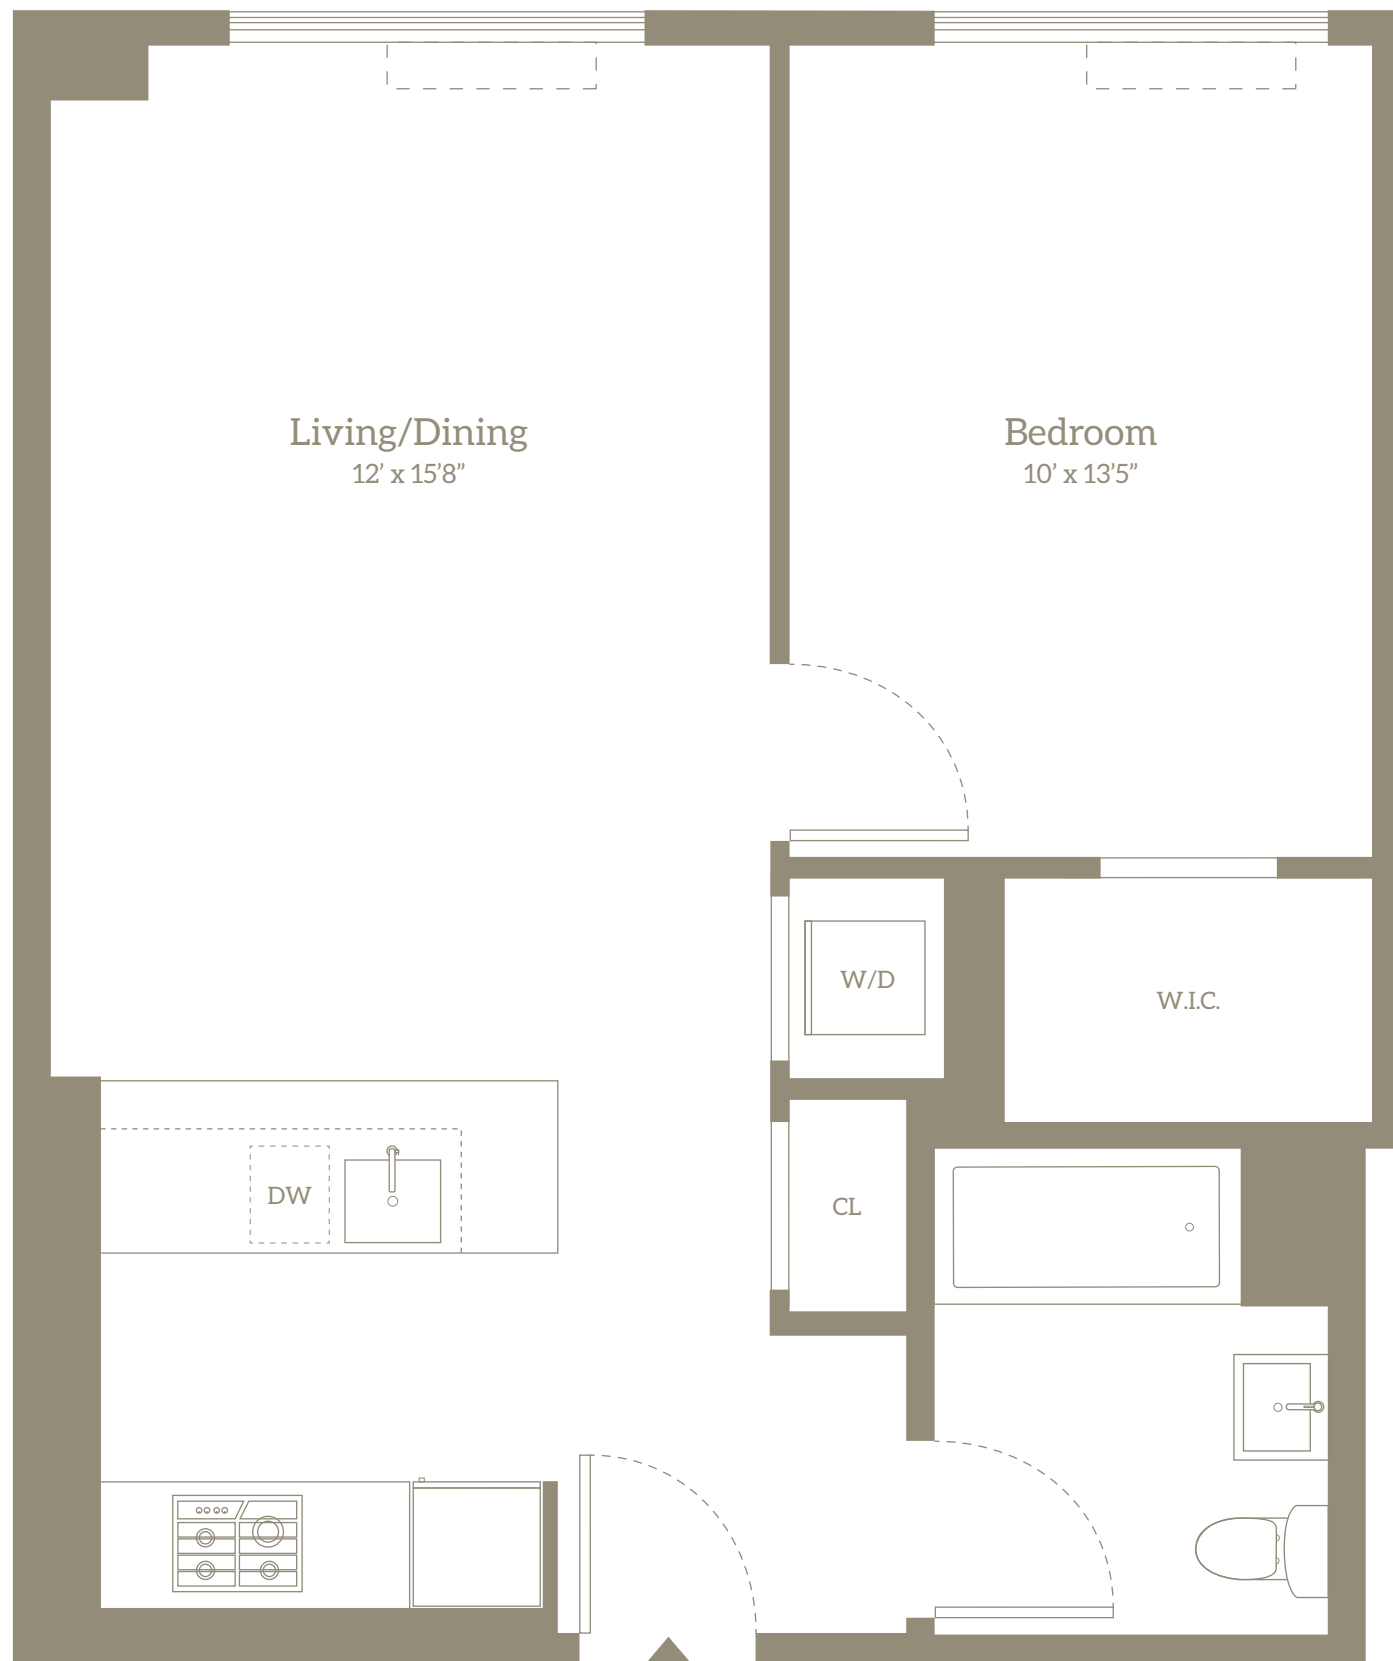 Living/Dining
12’ x 15’8”
Bedroom
10’ x 13’5”
W/D
W.I.C.
DW
CL